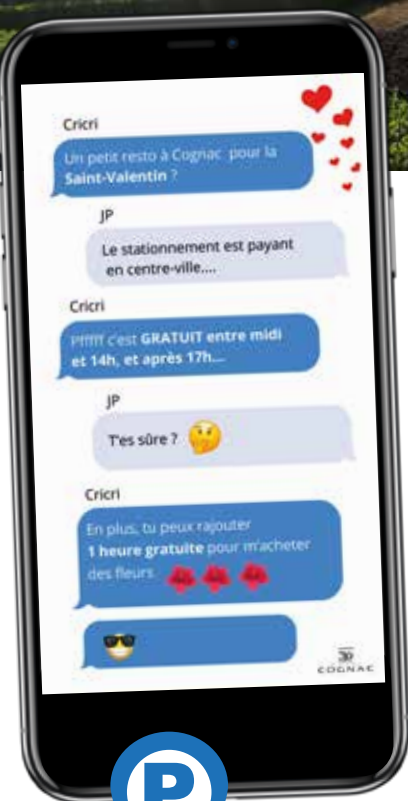 Cricri
Un petit resto à Cognac pour la
Saint-Valentin ?
JP
Le stationnement est payant
en centre-ville....
Cricri
Pffffff c'est GRATUIT entre midi
et 14h, et après 17h...
JP
T'es sûre ?
Cricri
En plus, tu peux rajouter
1 heure gratuite pour m'acheter
des fleurs
COGNAC
P